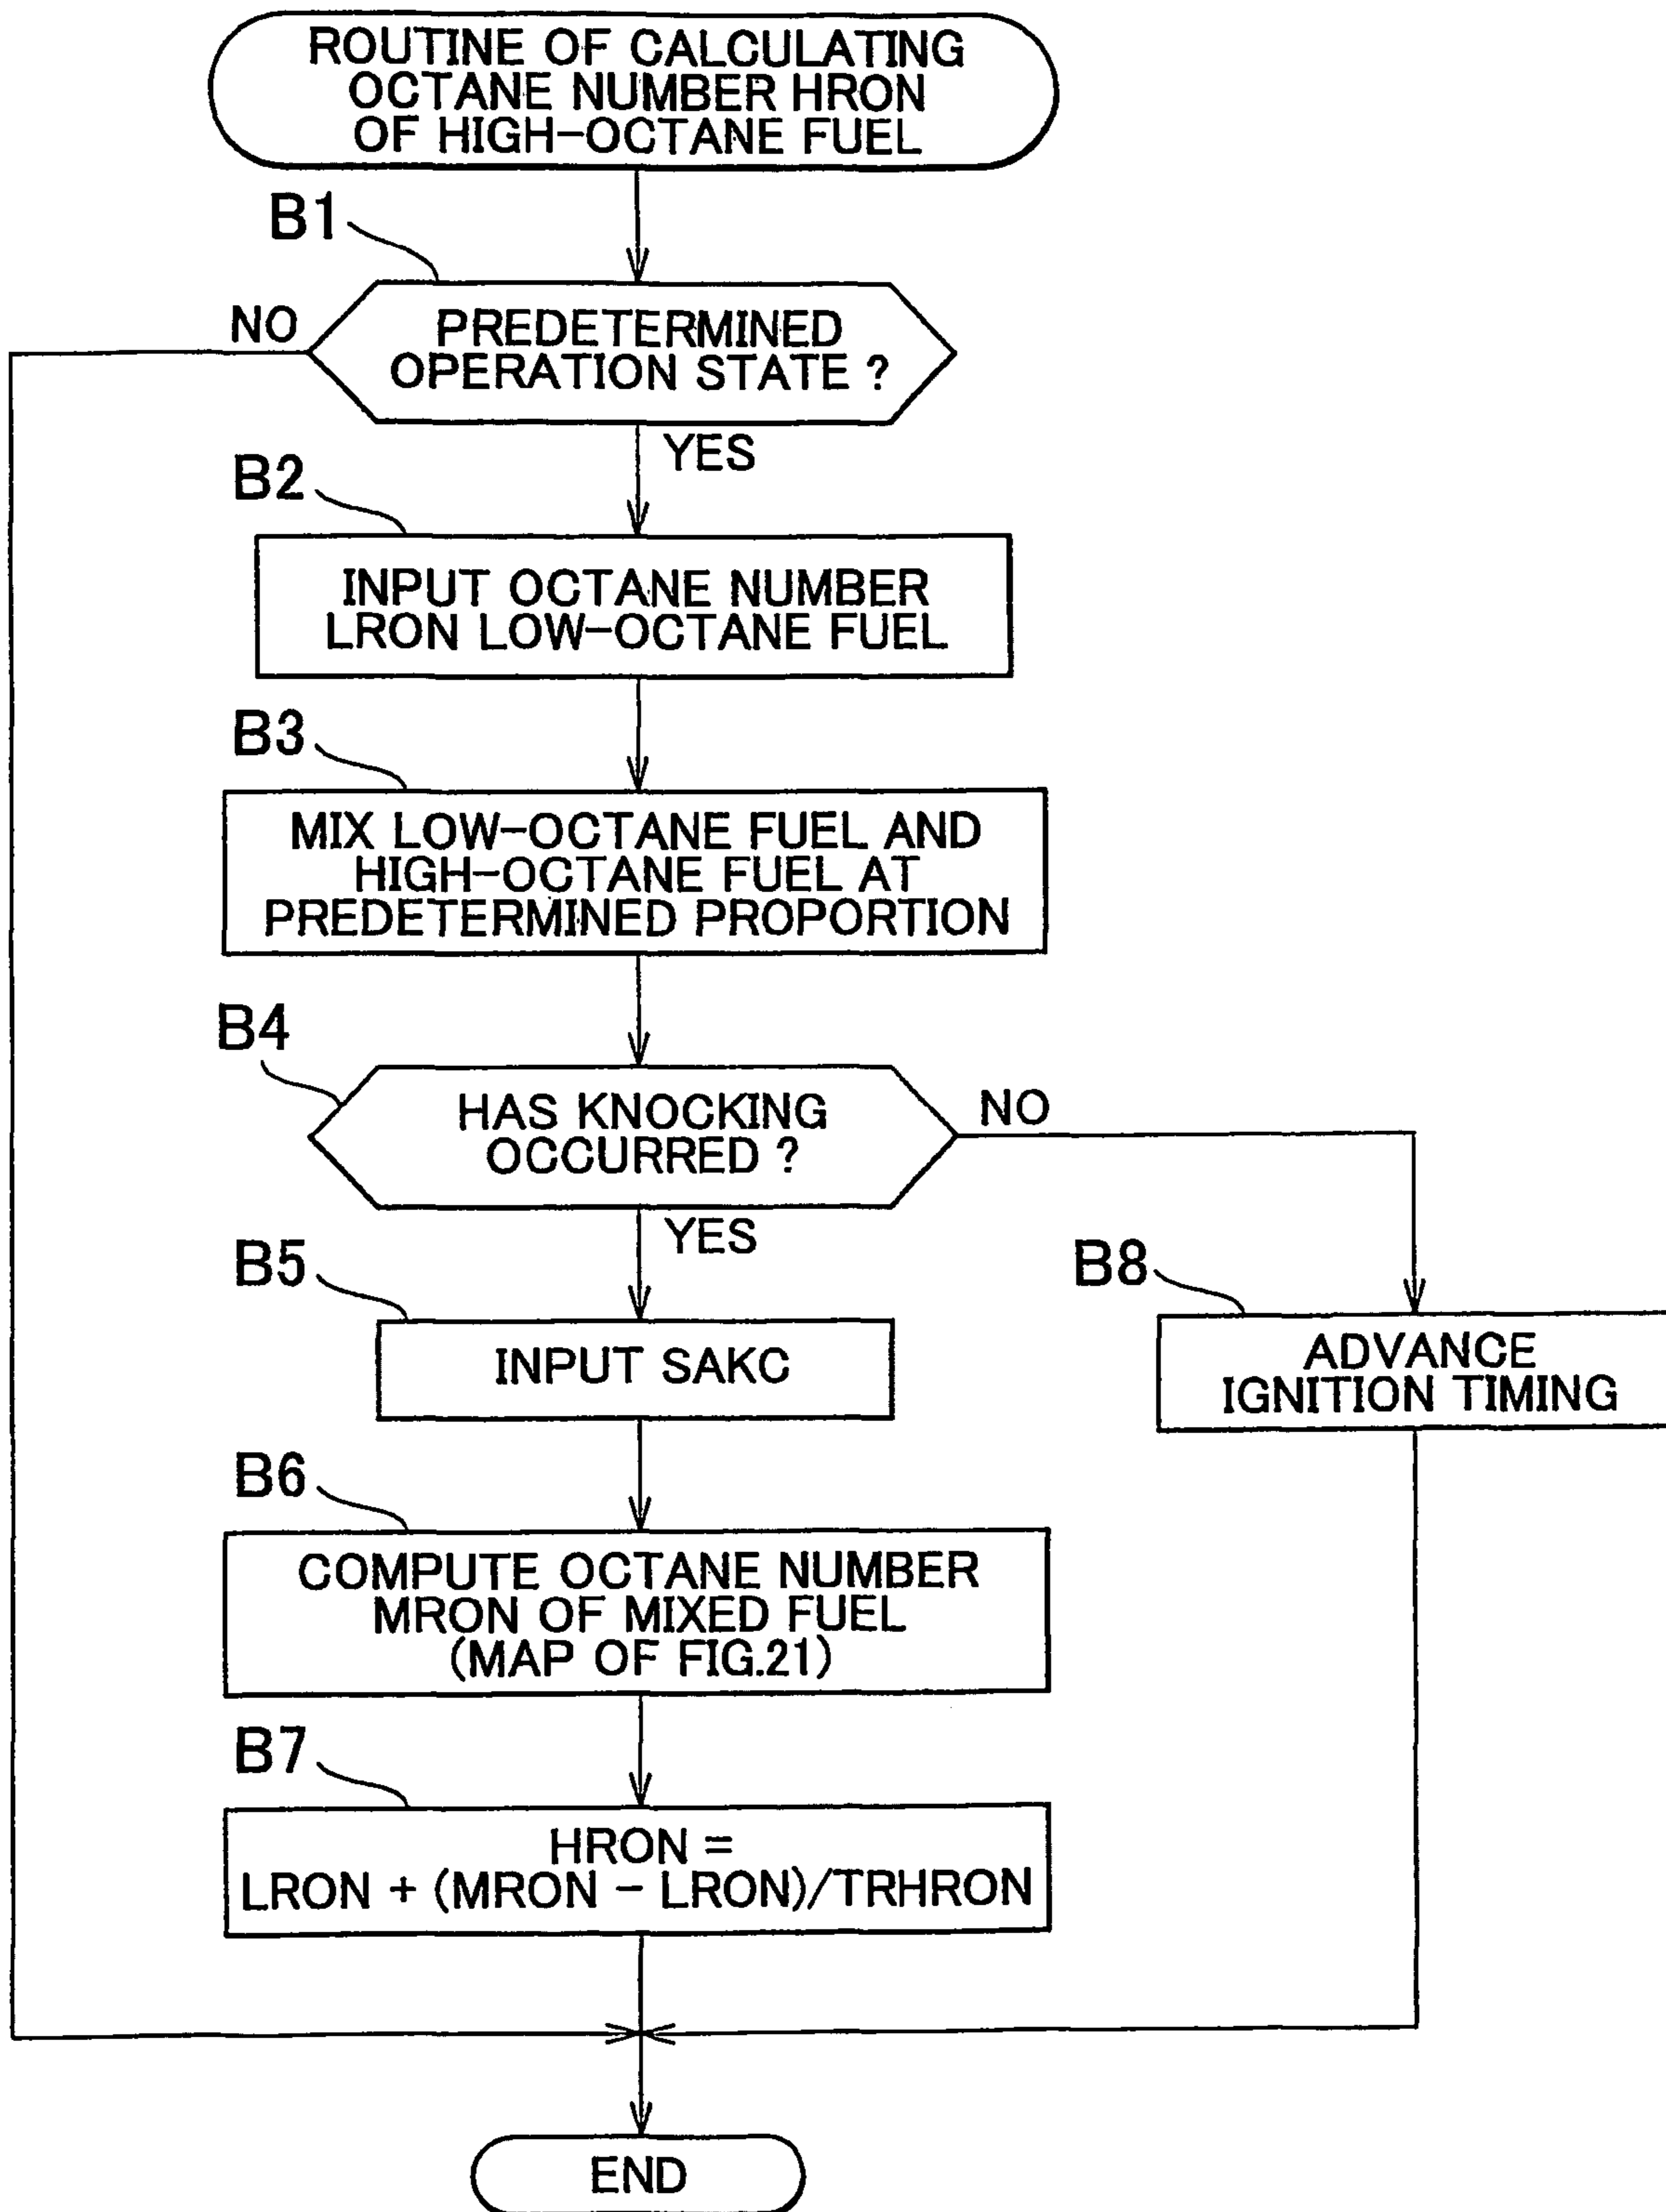 ROUTINE OF CALCULATING
OCTANE NUMBER HRON
OF HIGH-OCTANE FUEL
B1
NO
PREDETERMINED
OPERATION STATE ?
YES
B2
INPUT OCTANE NUMBER
LRON LOW-OCTANE FUEL
B3
MIX LOW-OCTANE FUEL AND
HIGH-OCTANE FUEL AT
PREDETERMINED PROPORTION
B4
HAS KNOCKING
OCCURRED ?
NO
YES
B5
INPUT SAKC
B8
ADVANCE
IGNITION TIMING
B6
COMPUTE OCTANE NUMBER
MRON OF MIXED FUEL
(MAP OF FIG.21)
B7
HRON =
LRON + (MRON - LRON)/TRHRON
END